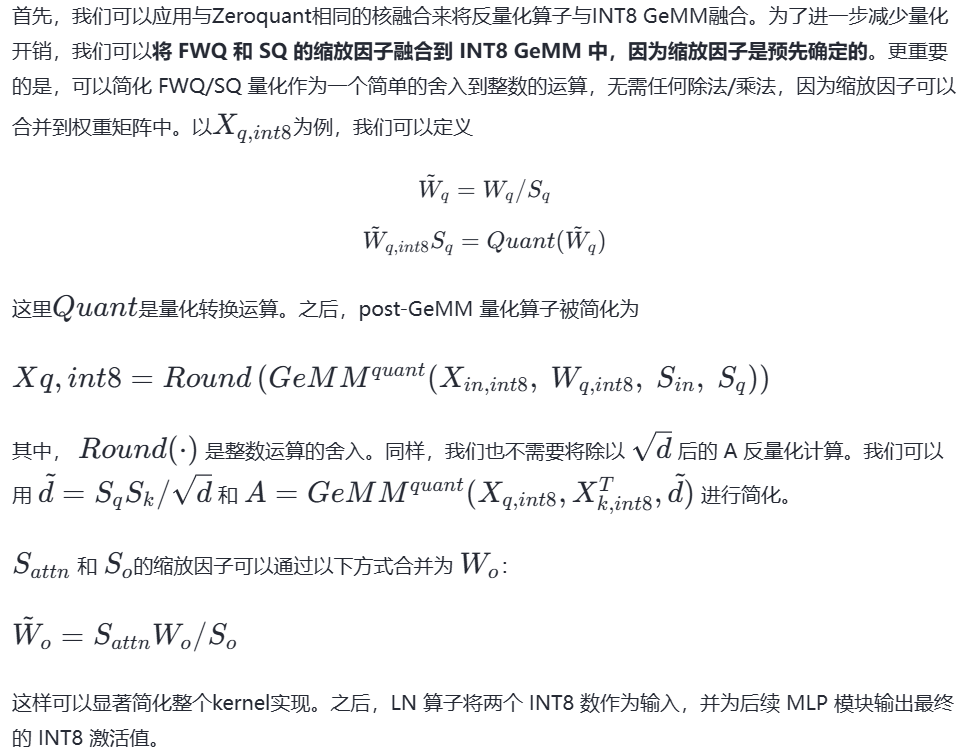 首先，我们可以应用与Zeroquant相同的核融合来将反量化算子与INT8 GeMM融合。为了进一步减少量化
开销，我们可以将 FWQ 和 SQ 的缩放因子融合到 INT8 GeMM 中，因为缩放因子是预先确定的。更重要
的是，可以简化 FWQ/SQ 量化作为一个简单的舍入到整数的运算，无需任何除法/乘法，因为缩放因子可以
合并到权重矩阵中。以$X_{q,int8}$为例，我们可以定义
$\tilde{W}_q = W_q/S_q$
$\tilde{W}_{q,int8}S_q = Quant(\tilde{W}_q)$
这里$Quant$是量化转换运算。之后，post-GeMM 量化算子被简化为
$Xq, int8 = Round\left(GeMM^{quant}(X_{in,int8},\ W_{q,int8},\ S_{in},\ S_q)\right)$
其中， $Round(\cdot)$ 是整数运算的舍入。同样，我们也不需要将除以 $\sqrt{d}$ 后的 A 反量化计算。我们可以
用 $\tilde{d} = S_qS_k/\sqrt{d}$ 和 $A = GeMM^{quant}(X_{q,int8}, X_{k,int8}^T, \tilde{d})$ 进行简化。
$S_{attn}$ 和 $S_o$的缩放因子可以通过以下方式合并为 $W_o$：
$\tilde{W}_o = S_{attn}W_o/S_o$
这样可以显著简化整个kernel实现。之后，LN 算子将两个 INT8 数作为输入，并为后续 MLP 模块输出最终
的 INT8 激活值。